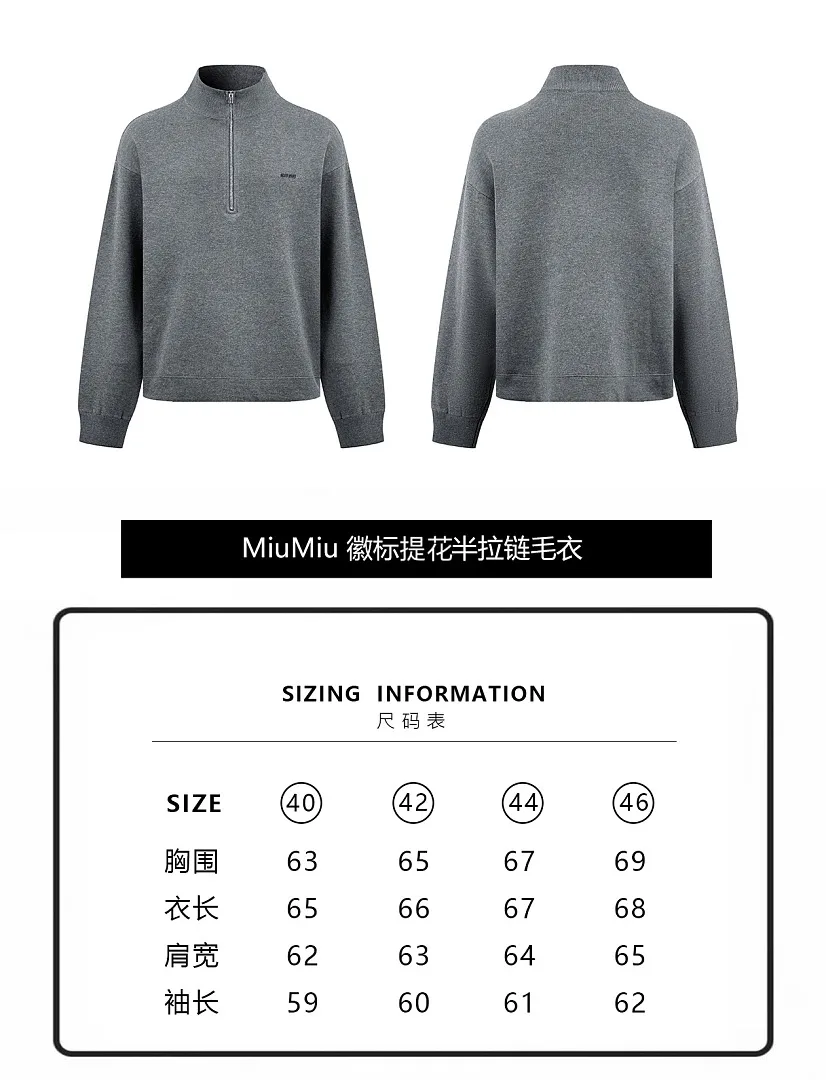 MiuMiu 徽标提花半拉链毛衣
SIZING INFORMATION
尺码表
SIZE 40 42 44 46
胸围 63 65 67 69
衣长 65 66 67 68
肩宽 62 63 64 65
袖长 59 60 61 62